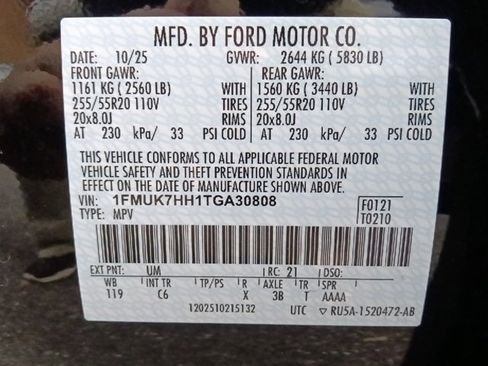 MFD. BY FORD MOTOR CO.
DATE: 10/25 GVWR: 2644 KG ( 5830 LB)
FRONT GAWR: REAR GAWR:
1161 KG ( 2560 LB) WITH 1560 KG ( 3440 LB) WITH
255/55R20 110V TIRES 255/55R20 110V TIRES
20x8.0J RIMS 20x8.0J RIMS
AT 230 kPa/ 33 PSI COLD AT 230 kPa/ 33 PSI COLD
THIS VEHICLE CONFORMS TO ALL APPLICABLE FEDERAL MOTOR
VEHICLE SAFETY AND THEFT PREVENTION STANDARDS IN
EFFECT ON THE DATE OF MANUFACTURE SHOWN ABOVE.
VIN: 1FMUK7HH1TGA30808 F0121
TYPE: MPV T0210
EXT PNT: UM RC: 21 DSO:
WB INT TR TP/PS R AXLE TR SPR
119 C6 X 3B T AAAA
1202510215132 UTC ▽ RU5A-1520472-AB